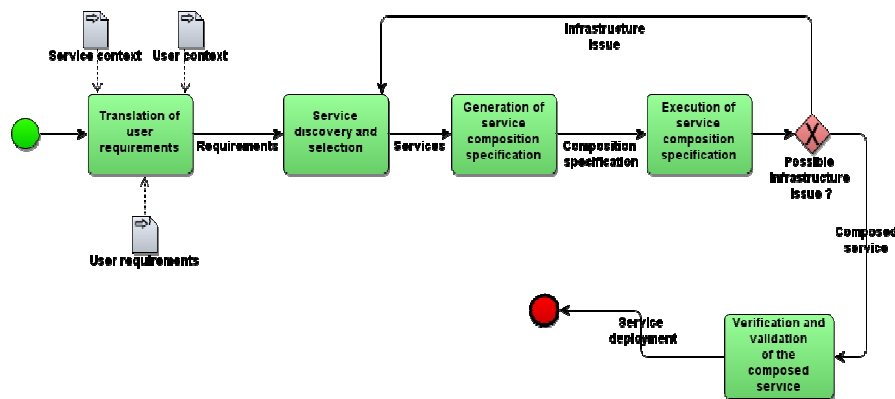 Infrastructure
issue
Service context
User context
Translation of
user
requirements
Requirements
Service
discovery and
selection
Services
Generation of
service
composition
specification
Composition
specification
Execution of
service
composition
specification
X
Possible
infrastructure
issue ?
User requirements
Composed
service
Service
deployment
Verification and
validation
of the
composed
service